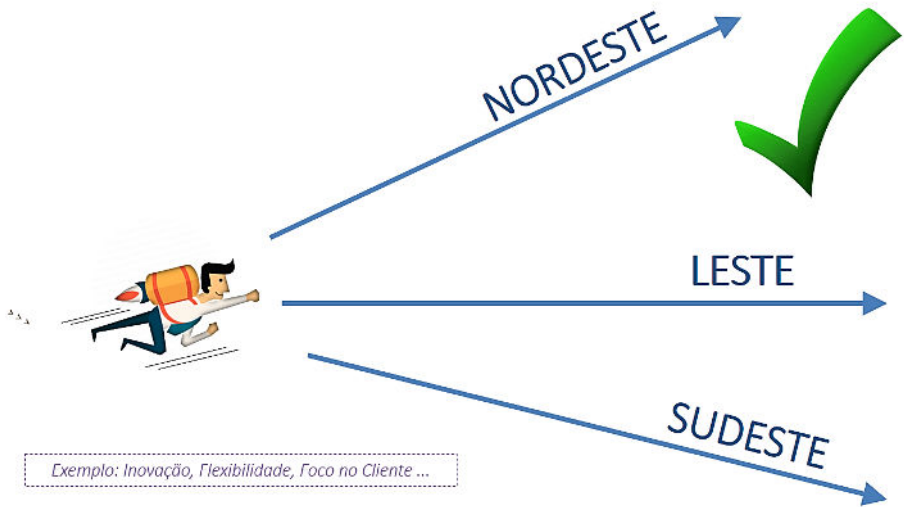 NORDESTE
LESTE
SUDESTE
Exemplo: Inovação, Flexibilidade, Foco no Cliente ...